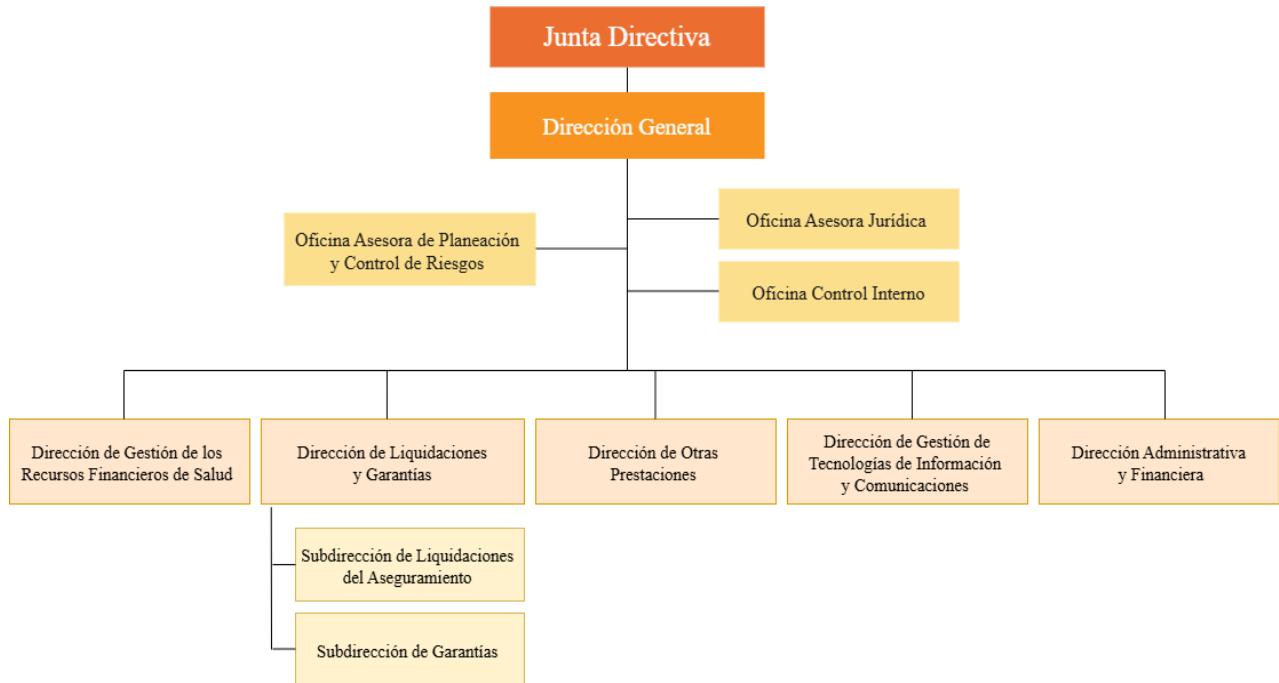 Junta Directiva
Dirección General
Oficina Asesora Jurídica
Oficina Asesora de Planeación
y Control de Riesgos
Oficina Control Interno
Dirección de Gestión de los
Recursos Financieros de Salud
Dirección de Liquidaciones
y Garantías
Dirección de Otras
Prestaciones
Dirección de Gestión de
Tecnologías de Información
y Comunicaciones
Dirección Administrativa
y Financiera
Subdirección de Liquidaciones
del Aseguramiento
Subdirección de Garantías